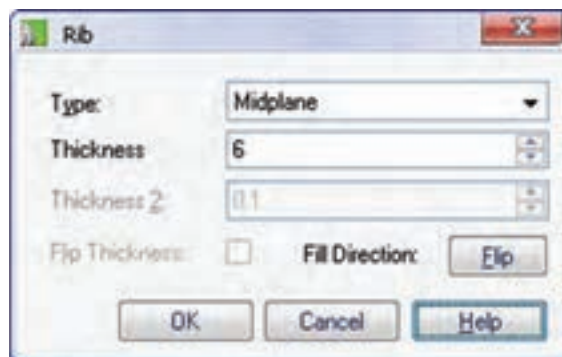 Rib
Type: Midplane
Thickness 6
Thickness 2: 0.1
Flip Thickness: Fill Direction: Flip
OK Cancel Help